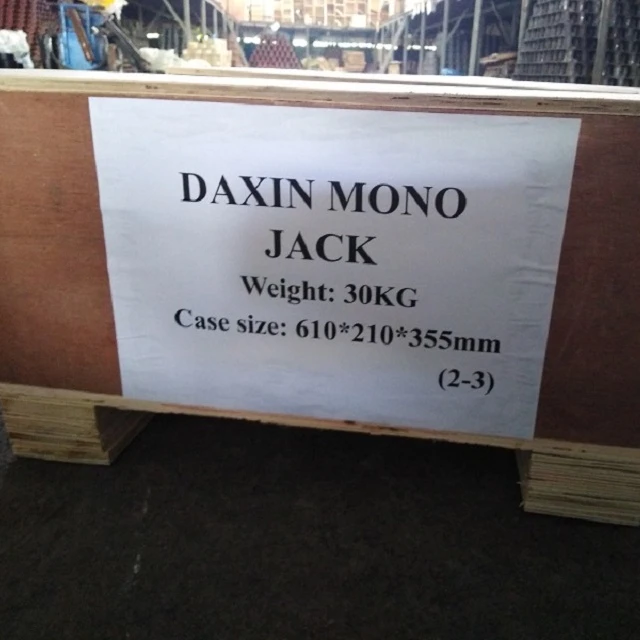 DAXIN MONO
JACK
Weight: 30KG
Case size: 610*210*355mm
(2-3)